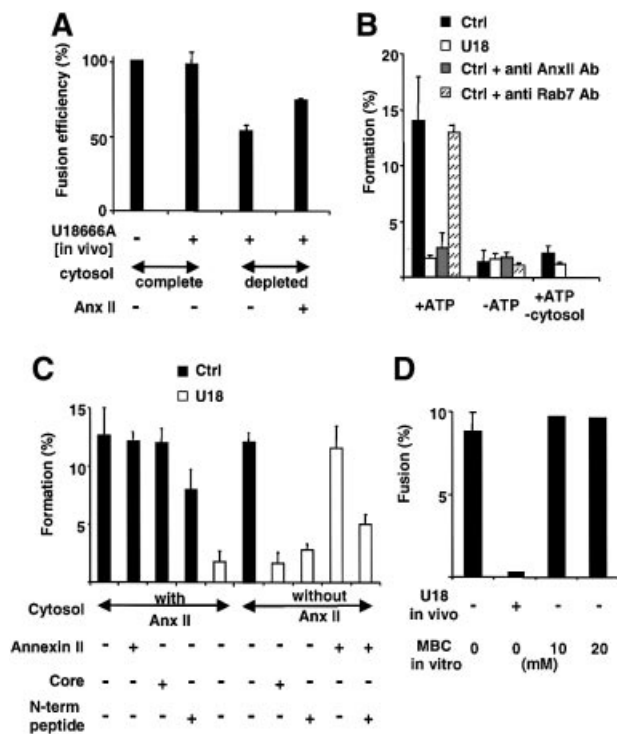 A
Fusion efficiency (%)
100
50
0
U18666A - + + +
[in vivo]
cytosol
complete depleted
Anx II - - - +
B
Ctrl
U18
Ctrl + anti AnxII Ab
Ctrl + anti Rab7 Ab
Formation (%)
20
15
10
5
+ATP -ATP +ATP
-cytosol
C
Ctrl
U18
Formation (%)
15
10
5
Cytosol
with without
Anx II Anx II
Annexin II - + - - - - - - + +
Core - - + - - - + - - -
N-term - - - + - - - + - +
peptide
D
Fusion (%)
10
5
0
U18 - + - -
in vivo
MBC 0 0 10 20
in vitro (mM)